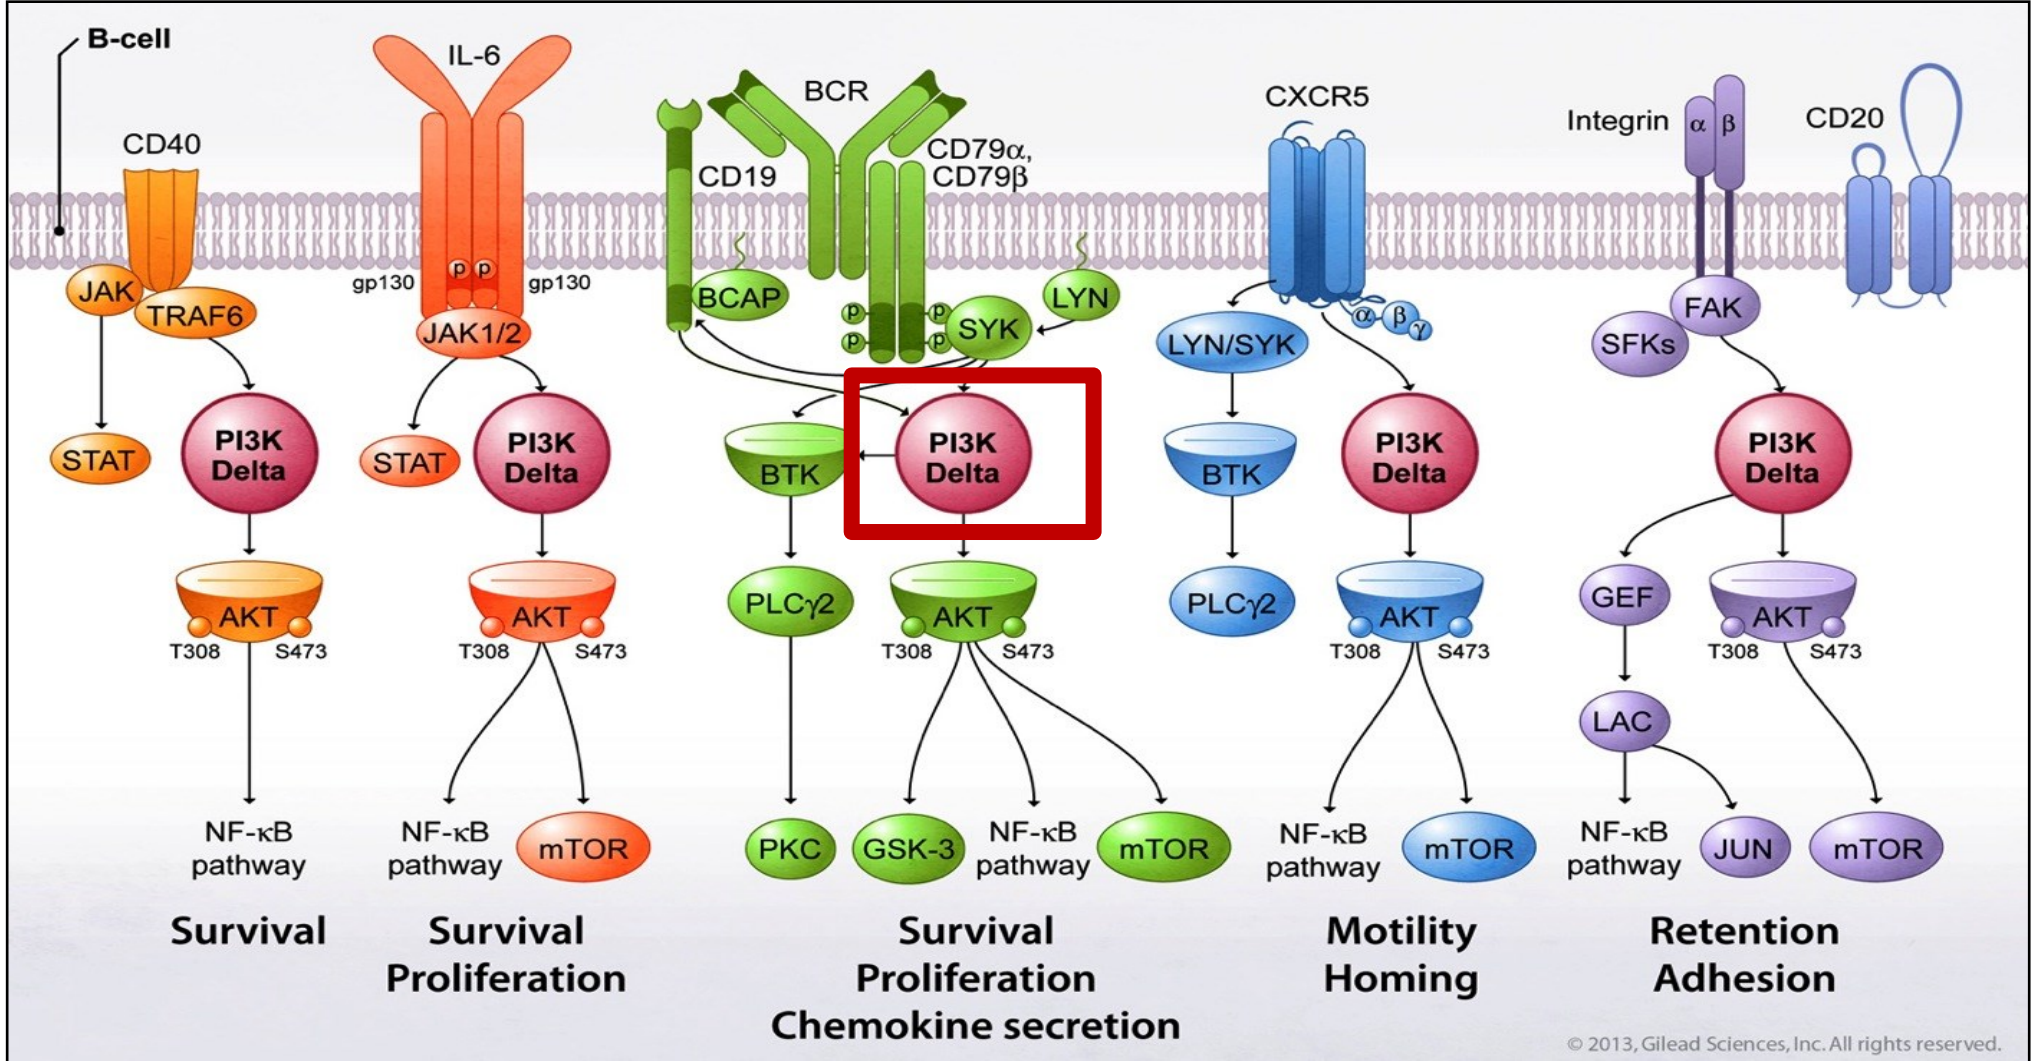 B-cell
IL-6
BCR
CXCR5
Integrin
α
β
CD20
CD40
CD19
CD79α,
CD79β
gp130
p
p
gp130
JAK
TRAF6
JAK1/2
BCAP
p
p
p
p
SYK
LYN
LYN/SYK
α
β
γ
FAK
SFKs
STAT
PI3K
Delta
STAT
PI3K
Delta
BTK
PI3K
Delta
BTK
PI3K
Delta
PI3K
Delta
AKT
T308
S473
AKT
T308
S473
PLCγ2
AKT
T308
S473
PLCγ2
AKT
T308
S473
GEF
AKT
T308
S473
LAC
NF-κB
pathway
NF-κB
pathway
mTOR
PKC
GSK-3
NF-κB
pathway
mTOR
NF-κB
pathway
mTOR
NF-κB
pathway
JUN
mTOR
Survival
Survival
Proliferation
Survival
Proliferation
Chemokine secretion
Motility
Homing
Retention
Adhesion
© 2013, Gilead Sciences, Inc. All rights reserved.